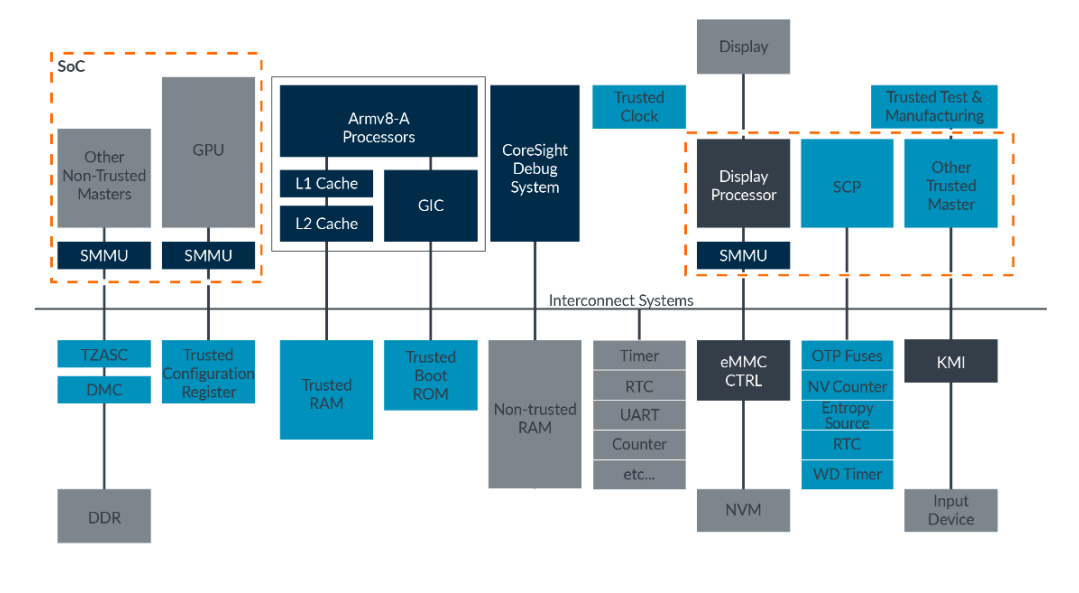 Display
SoC
Other
Non-Trusted
Masters
SMMU
GPU
SMMU
Armv8-A
Processors
L1 Cache
L2 Cache
GIC
CoreSight
Debug
System
Trusted
Clock
Trusted Test &
Manufacturing
Display
Processor
SMMU
SCP
Other
Trusted
Master
Interconnect Systems
TZASC
DMC
DDR
Trusted
Configuration
Register
Trusted
RAM
Trusted
Boot
ROM
Non-trusted
RAM
Timer
RTC
UART
Counter
etc...
eMMC
CTRL
NVM
OTP Fuses
NV Counter
Entropy
Source
RTC
WD Timer
KMI
Input
Device